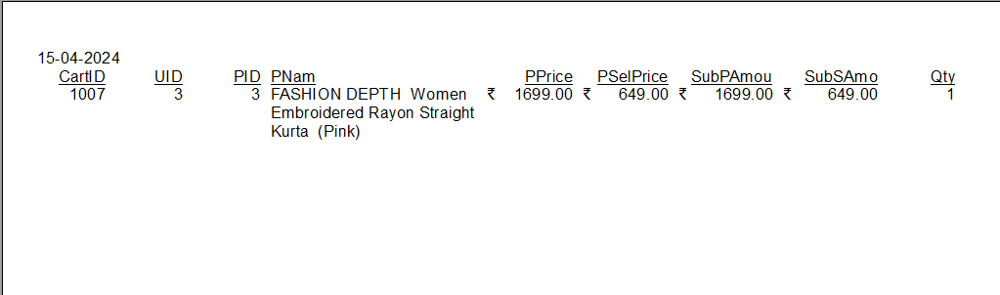 15-04-2024
CartID UID PID PNam PPrice PSelPrice SubPAmou SubSAmo Qty
1007 3 3 FASHION DEPTH Women ₹ 1699.00 ₹ 649.00 ₹ 1699.00 ₹ 649.00 1
Embroidered Rayon Straight
Kurta (Pink)